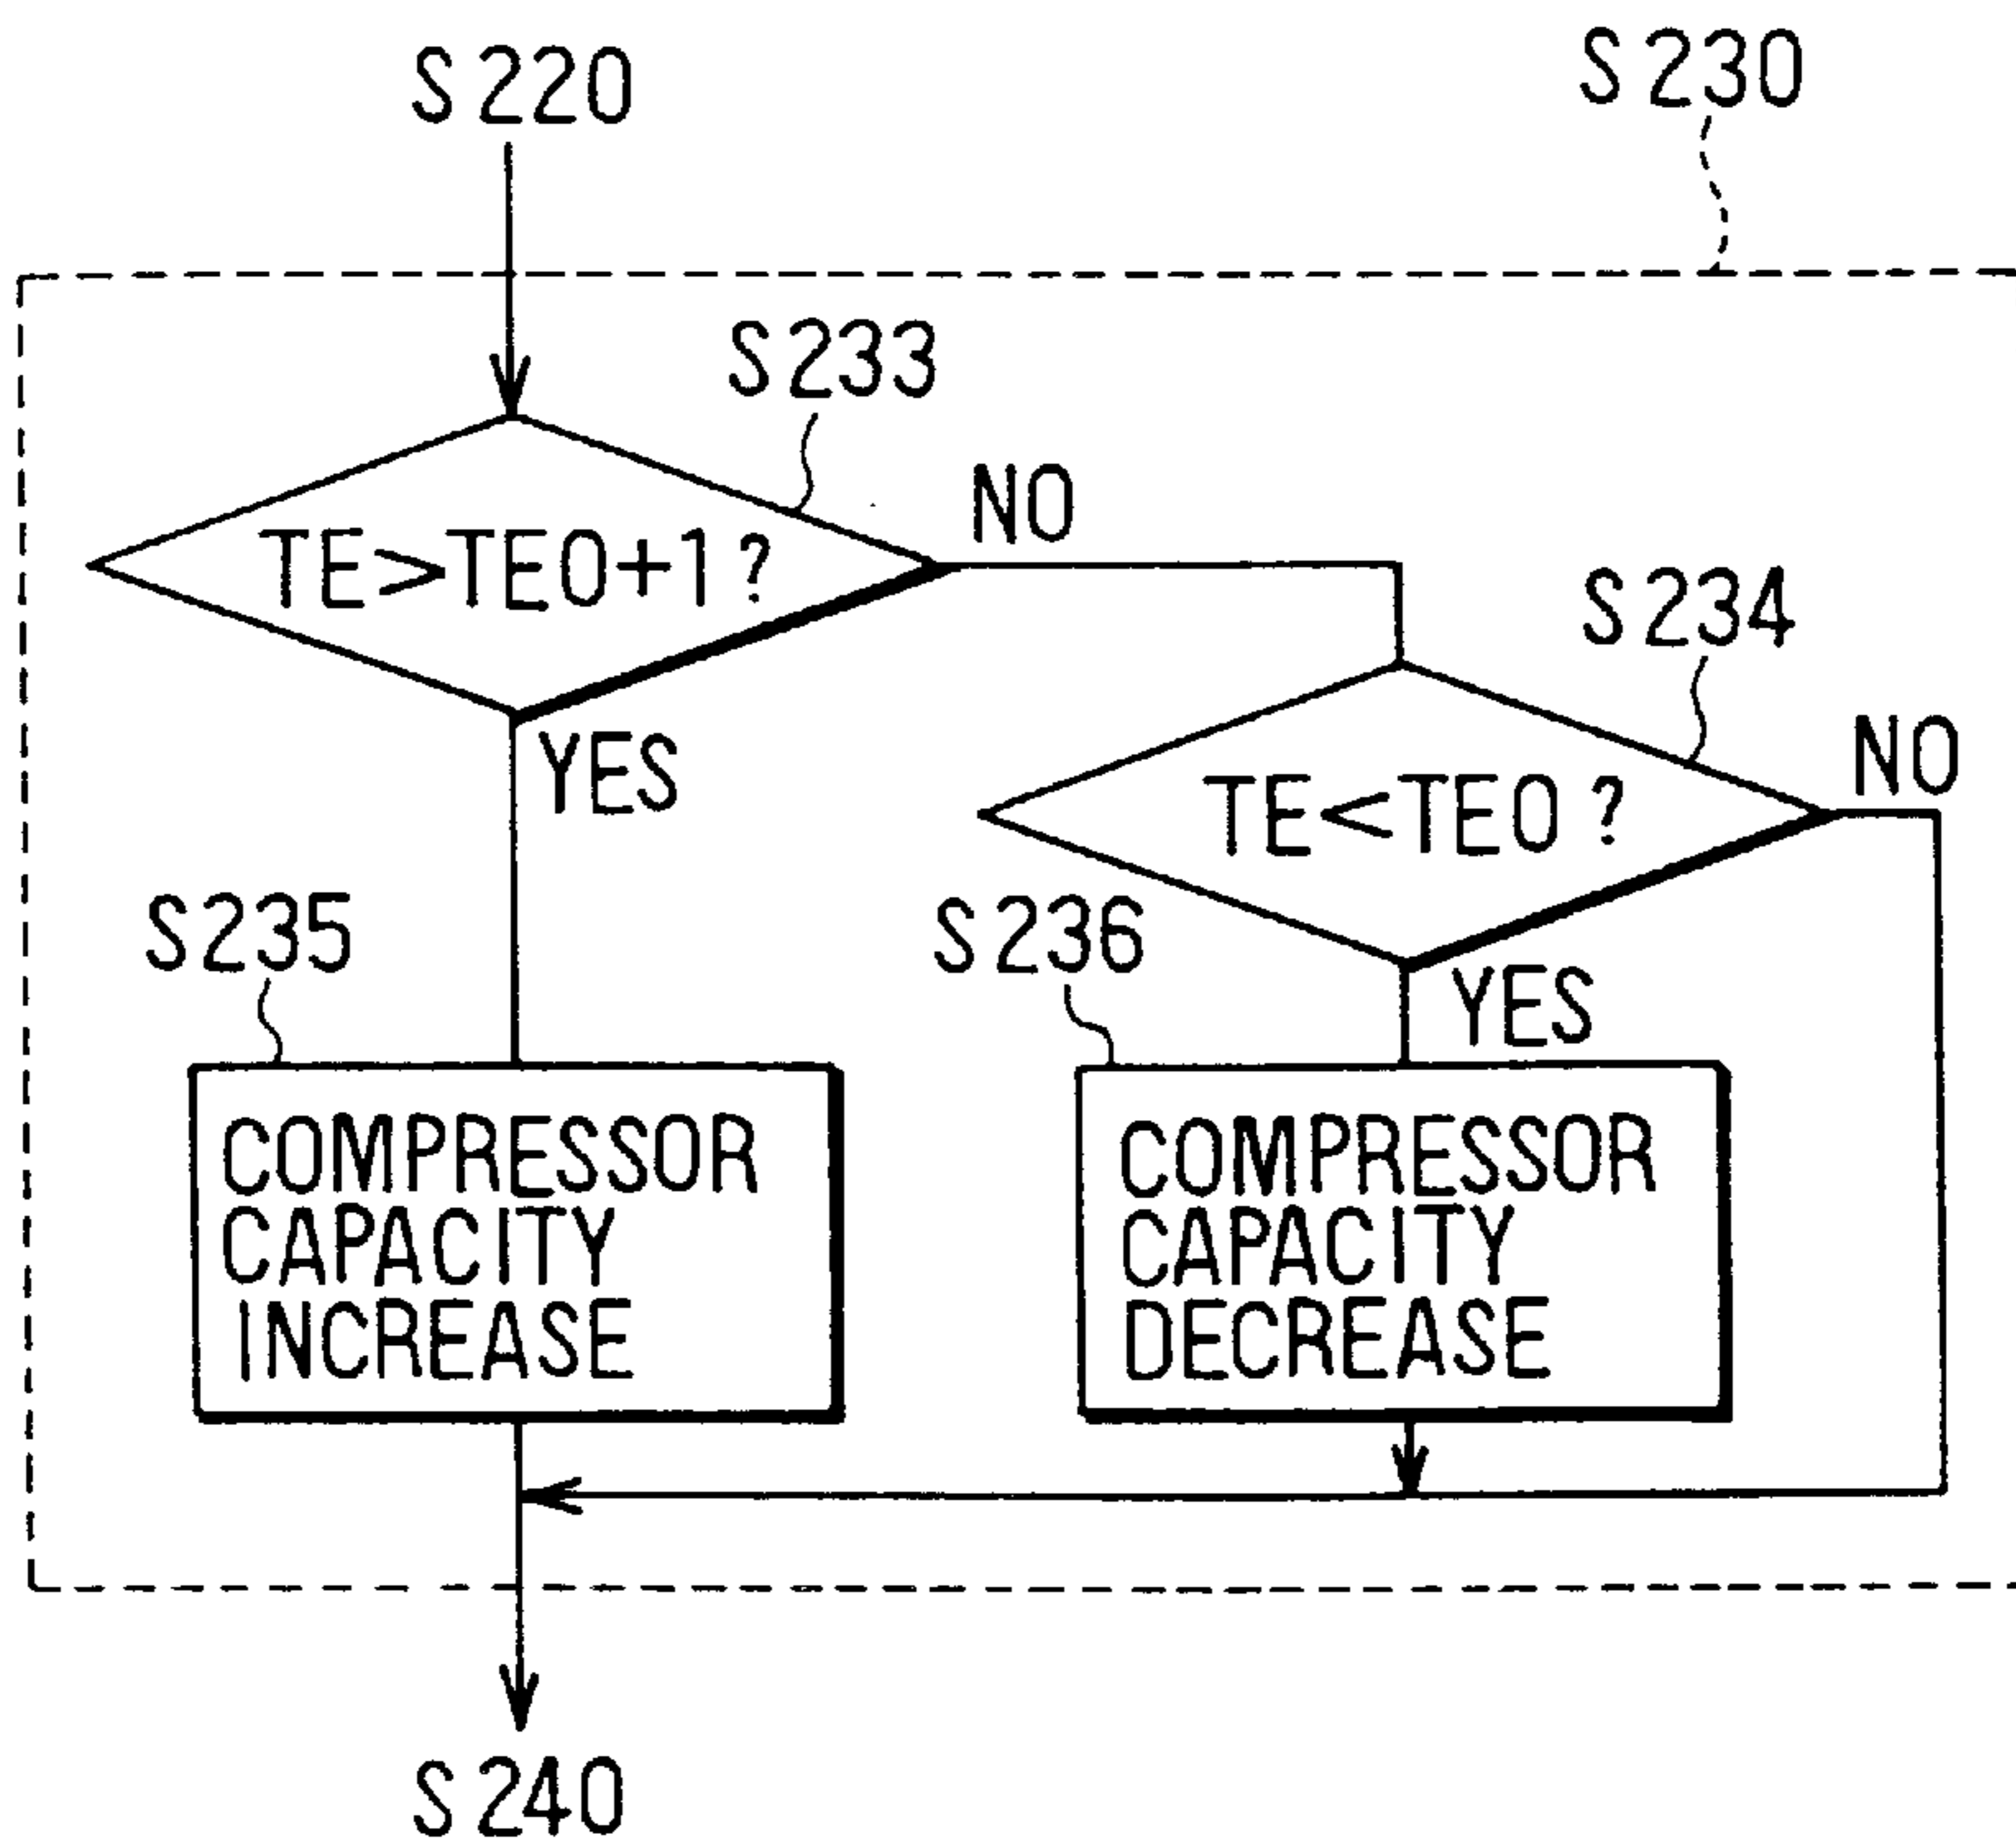 S220
S230
S233
TE>TEO+1?
NO
YES
S234
TE<TEO?
NO
YES
S235
COMPRESSOR
CAPACITY
INCREASE
S236
COMPRESSOR
CAPACITY
DECREASE
S240